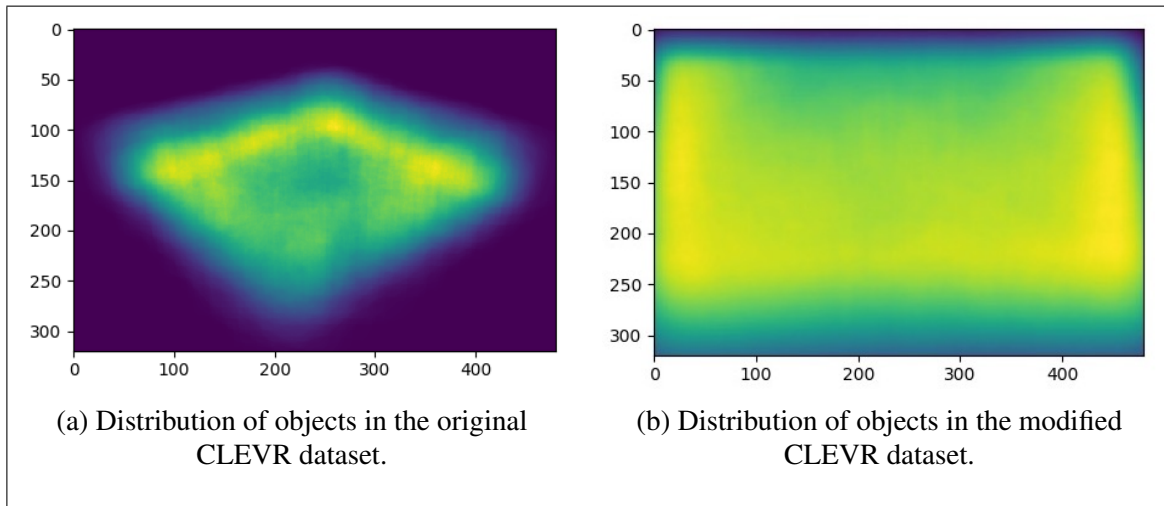 0
50
100
150
200
250
300
0 100 200 300 400
(a) Distribution of objects in the original
CLEVR dataset.
0
50
100
150
200
250
300
0 100 200 300 400
(b) Distribution of objects in the modified
CLEVR dataset.